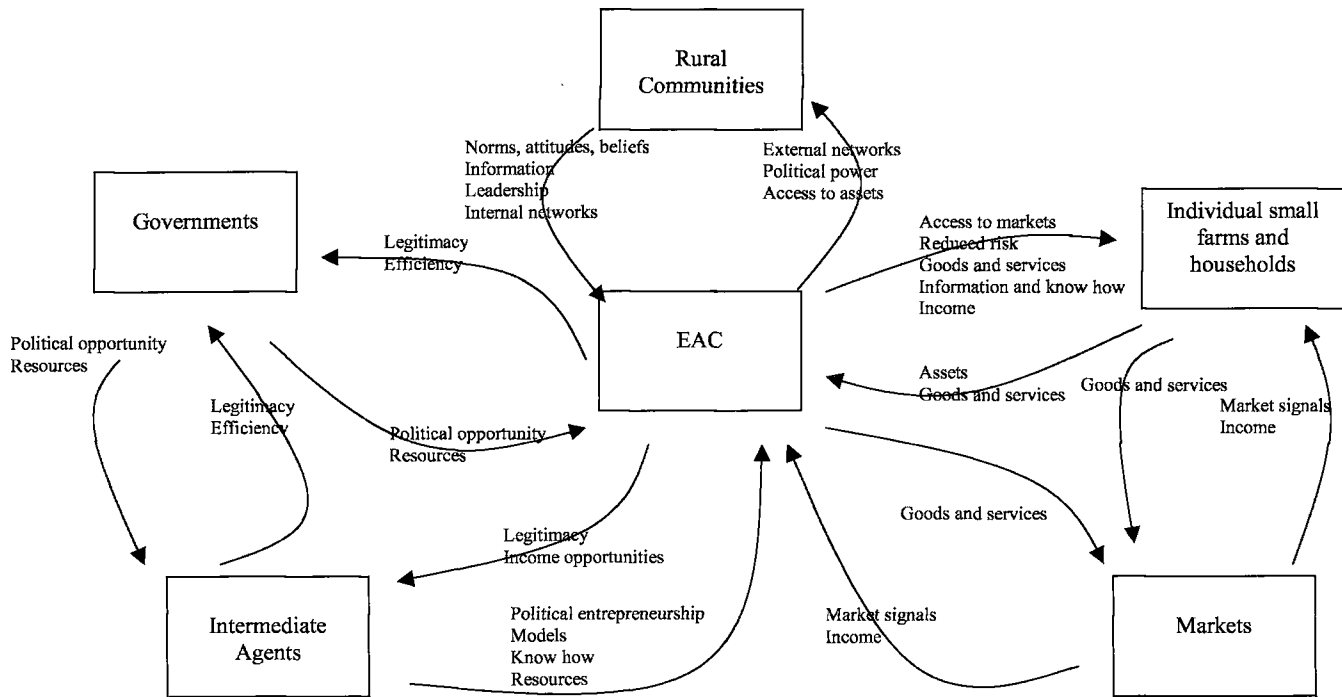 Rural
Communities
Norms, attitudes, beliefs
Information
Leadership
Internal networks
External networks
Political power
Access to assets
Governments
Individual small
farms and
households
Legitimacy
Efficiency
Access to markets
Reduced risk
Goods and services
Information and know how
Income
EAC
Political opportunity
Resources
Assets
Goods and services
Goods and services
Legitimacy
Efficiency
Market signals
Income
Political opportunity
Resources
Goods and services
Legitimacy
Income opportunities
Intermediate
Agents
Political entrepreneurship
Models
Know how
Resources
Market signals
Income
Markets